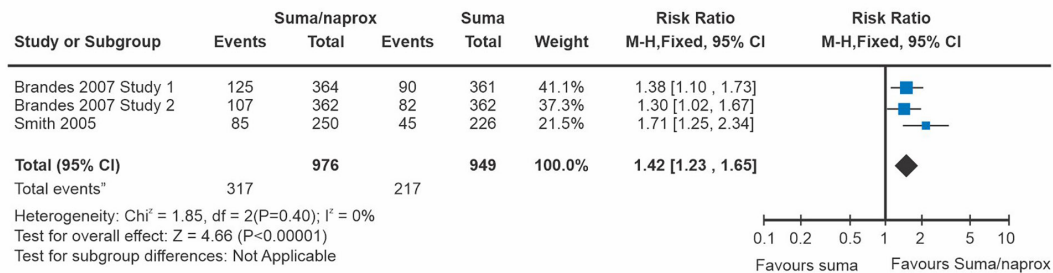 Suma/naprox Suma Risk Ratio Risk Ratio
Study or Subgroup Events Total Events Total Weight M-H,Fixed, 95% CI M-H,Fixed, 95% CI
Brandes 2007 Study 1 125 364 90 361 41.1% 1.38 [1.10 , 1.73]
Brandes 2007 Study 2 107 362 82 362 37.3% 1.30 [1.02 , 1.67]
Smith 2005 85 250 45 226 21.5% 1.71 [1.25 , 2.34]
Total (95% CI) 976 949 100.0% 1.42 [1.23 , 1.65]
Total events” 317 217
Heterogeneity: Chiᶻ = 1.85, df = 2(P=0.40); Iᶻ = 0%
Test for overall effect: Z = 4.66 (P<0.00001)
Test for subgroup differences: Not Applicable
0.1 0.2 0.5 1 2 5 10
Favours suma Favours Suma/naprox